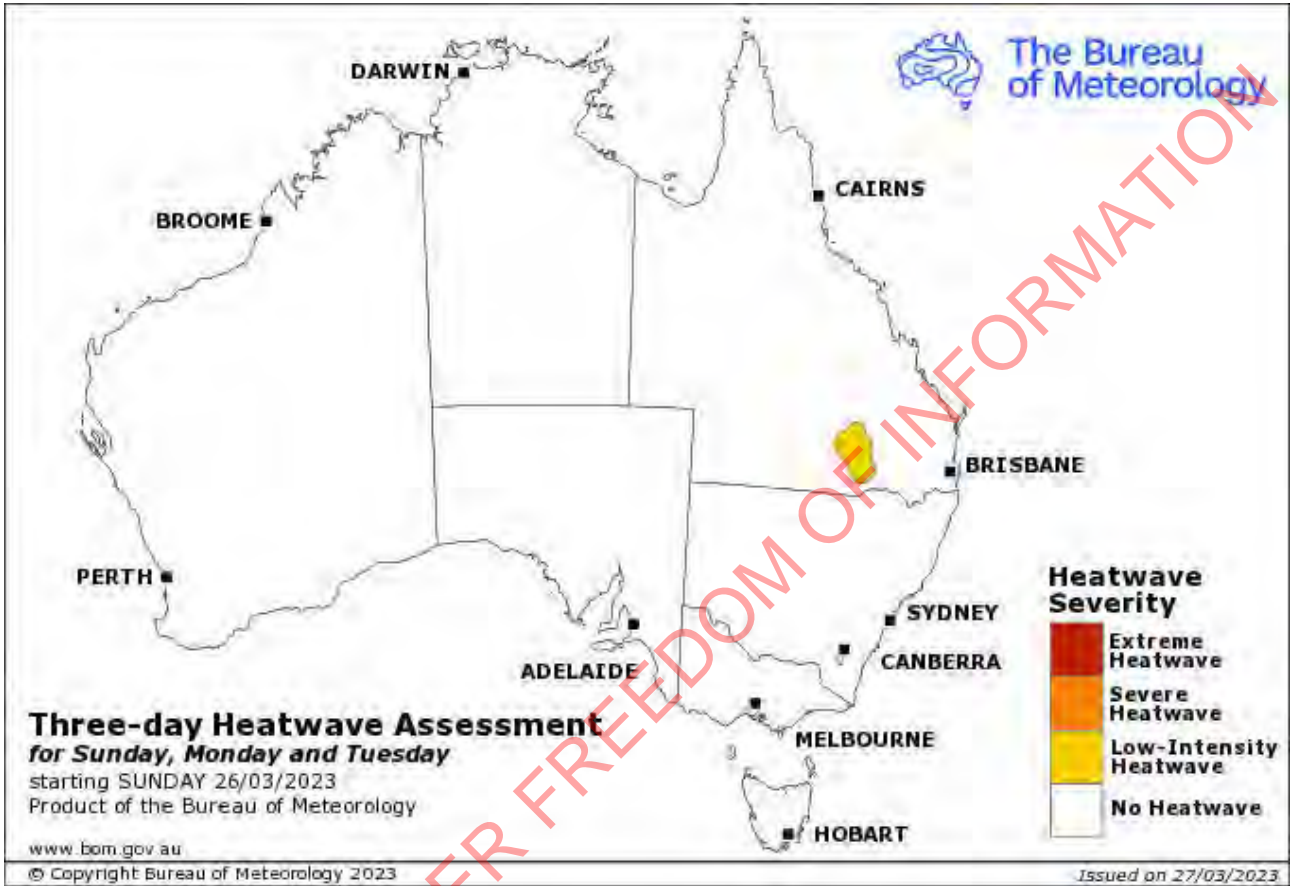 DARWIN
The Bureau
of Meteorology
CAIRNS
BROOME
BRISBANE
PERTH
SYDNEY
CANBERRA
ADELAIDE
MELBOURNE
HOBART
Heatwave
Severity
Extreme
Heatwave
Severe
Heatwave
Low-Intensity
Heatwave
No Heatwave
Three-day Heatwave Assessment
for Sunday, Monday and Tuesday
starting SUNDAY 26/03/2023
Product of the Bureau of Meteorology
www.bom.gov.au
© Copyright Bureau of Meteorology 2023
Issued on 27/03/2023
ER FREEDOM OF INFORMATION